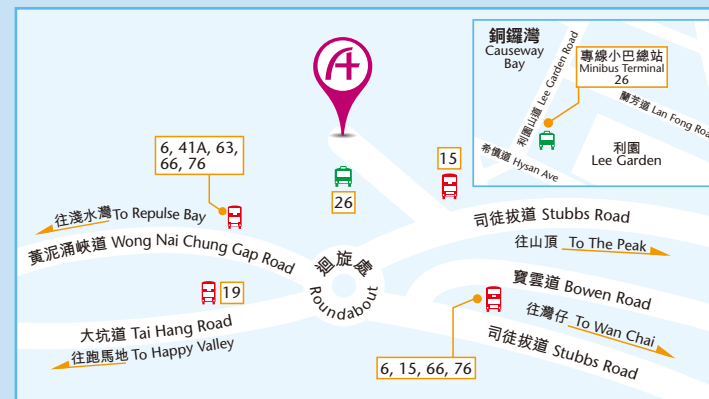 銅鑼灣
Causeway
Bay
利園山道 Lee Garden Road
專線小巴總站
Minibus Terminal
26
蘭芳道 Lan Fong Road
利園
Lee Garden
希慎道 Hysan Ave
6, 41A, 63,
66, 76
15
26
往淺水灣 To Repulse Bay
黃泥涌峽道 Wong Nai Chung Gap Road
司徒拔道 Stubbs Road
往山頂 To The Peak
迴旋處
Roundabout
19
寶雲道 Bowen Road
大坑道 Tai Hang Road
往灣仔 To Wan Chai
往跑馬地 To Happy Valley
司徒拔道 Stubbs Road
6, 15, 66, 76